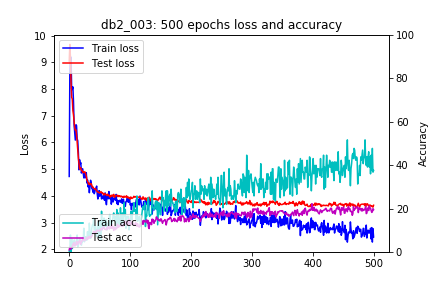 db2_003: 500 epochs loss and accuracy
10
9
8
7
6
5
4
3
2
Loss
Train loss
Test loss
Train acc
Test acc
100
80
60
40
20
0
Accuracy
0 100 200 300 400 500